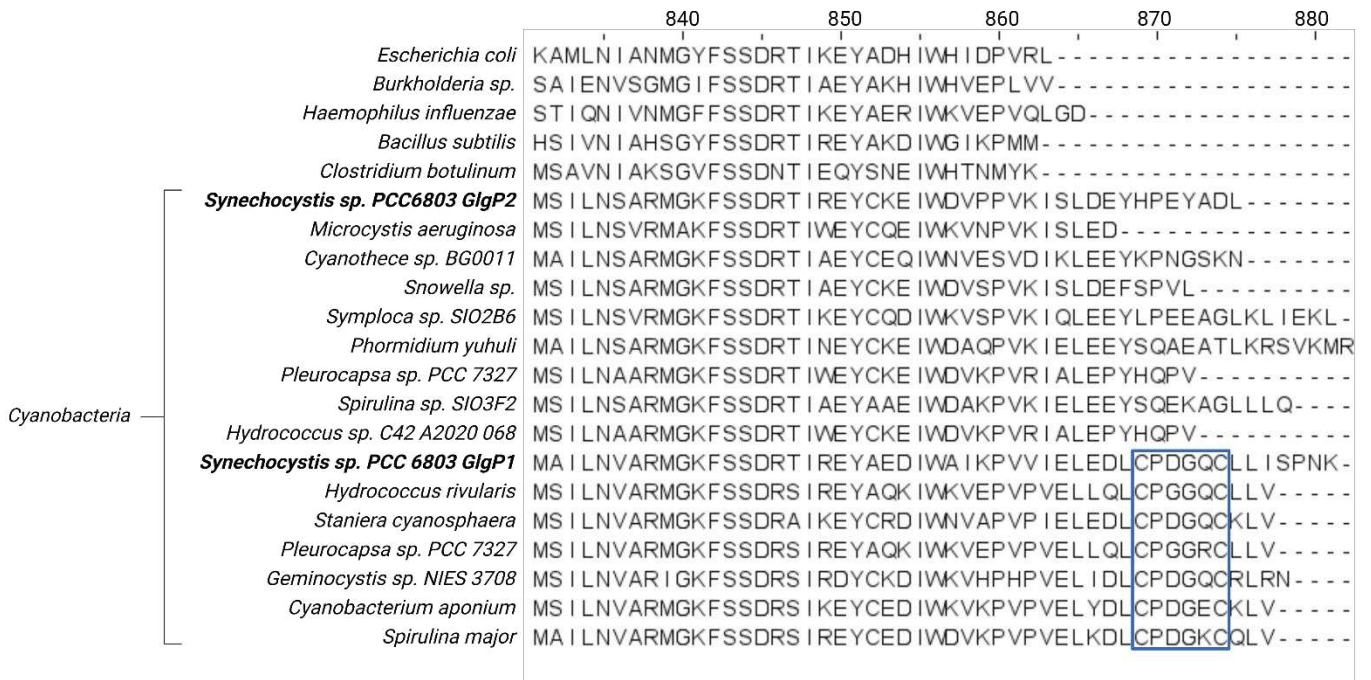 840 850 860 870 880
Escherichia coli KAMLNIANMGYFSSDRTIKEYADHIWHIDPVRL-------------------
Burkholderia sp. SAIENVSGMGIFSSDRTIAEYAKHIWHVEPLVV-------------------
Haemophilus influenzae STIQNIVNMGFFSSDRTIKEYAERIWKVEPVQLGD-----------------
Bacillus subtilis HSIVNIAHSGYFSSDRTIREYAKDIWGIKPMM--------------------
Clostridium botulinum MSAVNIAKSGVFSSDNTIEQYSNEIWHTNMYK--------------------
Synechocystis sp. PCC6803 GlgP2 MSILNSARMGKFSSDRTIREYCKEIWDVPPVKISLDEYHPEYADL-------
Microcystis aeruginosa MSILNSVRMAKFSSDRTIWEYCQEIWKVNPVKISLED---------------
Cyanothece sp. BG0011 MAILNSARMGKFSSDRTIAEYCEQIWNVESVDIKLEEYKPNGSKN-------
Snowella sp. MSILNSARMGKFSSDRTIAEYCKEIWDVSPVKISLDEFSPVL----------
Symploca sp. SIO2B6 MSILNSVRMGKFSSDRTIKEYCQDIWKVSPVKIQLEEYLPEEAGLKLIEKL-
Phormidium yuhuli MAILNSARMGKFSSDRTINEYCKEIWDAQPVKIELEEYSQAEATLKRSVKMR
Pleurocapsa sp. PCC 7327 MSILNAARMGKFSSDRTIWEYCKEIWDVKPVRIALEPYHQPV----------
Cyanobacteria
Spirulina sp. SIO3F2 MSILNSARMGKFSSDRTIAEYAAEIWDAKPVKIELEEYSQEKAGLLLQ----
Hydrococcus sp. C42 A2020 068 MSILNAARMGKFSSDRTIWEYCKEIWDVKPVRIALEPYHQPV----------
Synechocystis sp. PCC 6803 GlgP1 MAILNVARMGKFSSDRTIREYAEDIWAIKPVVIELEDLCPDGQCLLISPNK-
Hydrococcus rivularis MSILNVARMGKFSSDRSIREYAQKIWKVEPVPVELLQLCPGGQCLLV-----
Staniera cyanosphaera MSILNVARMGKFSSDRAIKEYCRDIWNVAPVPIELEDLCPDGQCKLV-----
Pleurocapsa sp. PCC 7327 MSILNVARMGKFSSDRSIREYAQKIWKVEPVPVELLQLCPGGRCLLV-----
Geminocystis sp. NIES 3708 MSILNVARIGKFSSDRSIRDYCKDIWKVHPHPVELIDLCPDGQCRLRN----
Cyanobacterium aponium MSILNVARMGKFSSDRSIKEYCEDIWKVKPVPVELYDLCPDGECKLV-----
Spirulina major MAILNVARMGKFSSDRSIREYCEDIWDVKPVPVELKDLCPDGKCQLV-----